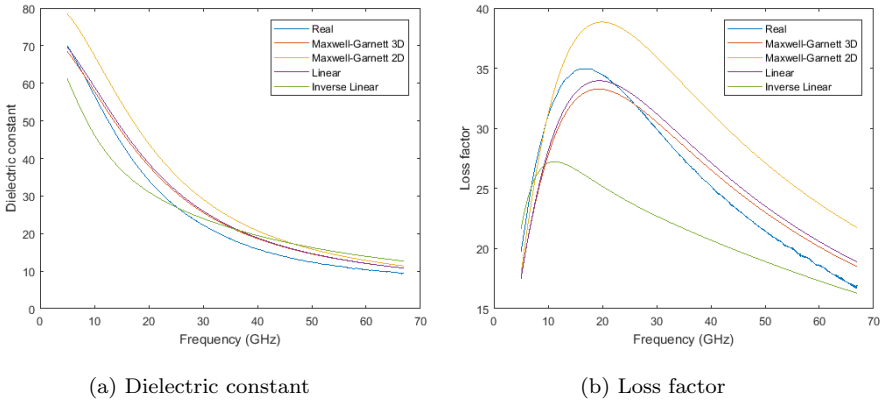 80
70
60
50
40
30
20
10
0
Dielectric constant
0 10 20 30 40 50 60 70
Frequency (GHz)
Real
Maxwell-Garnett 3D
Maxwell-Garnett 2D
Linear
Inverse Linear
(a) Dielectric constant
40
35
30
25
20
15
Loss factor
0 10 20 30 40 50 60 70
Frequency (GHz)
Real
Maxwell-Garnett 3D
Maxwell-Garnett 2D
Linear
Inverse Linear
(b) Loss factor